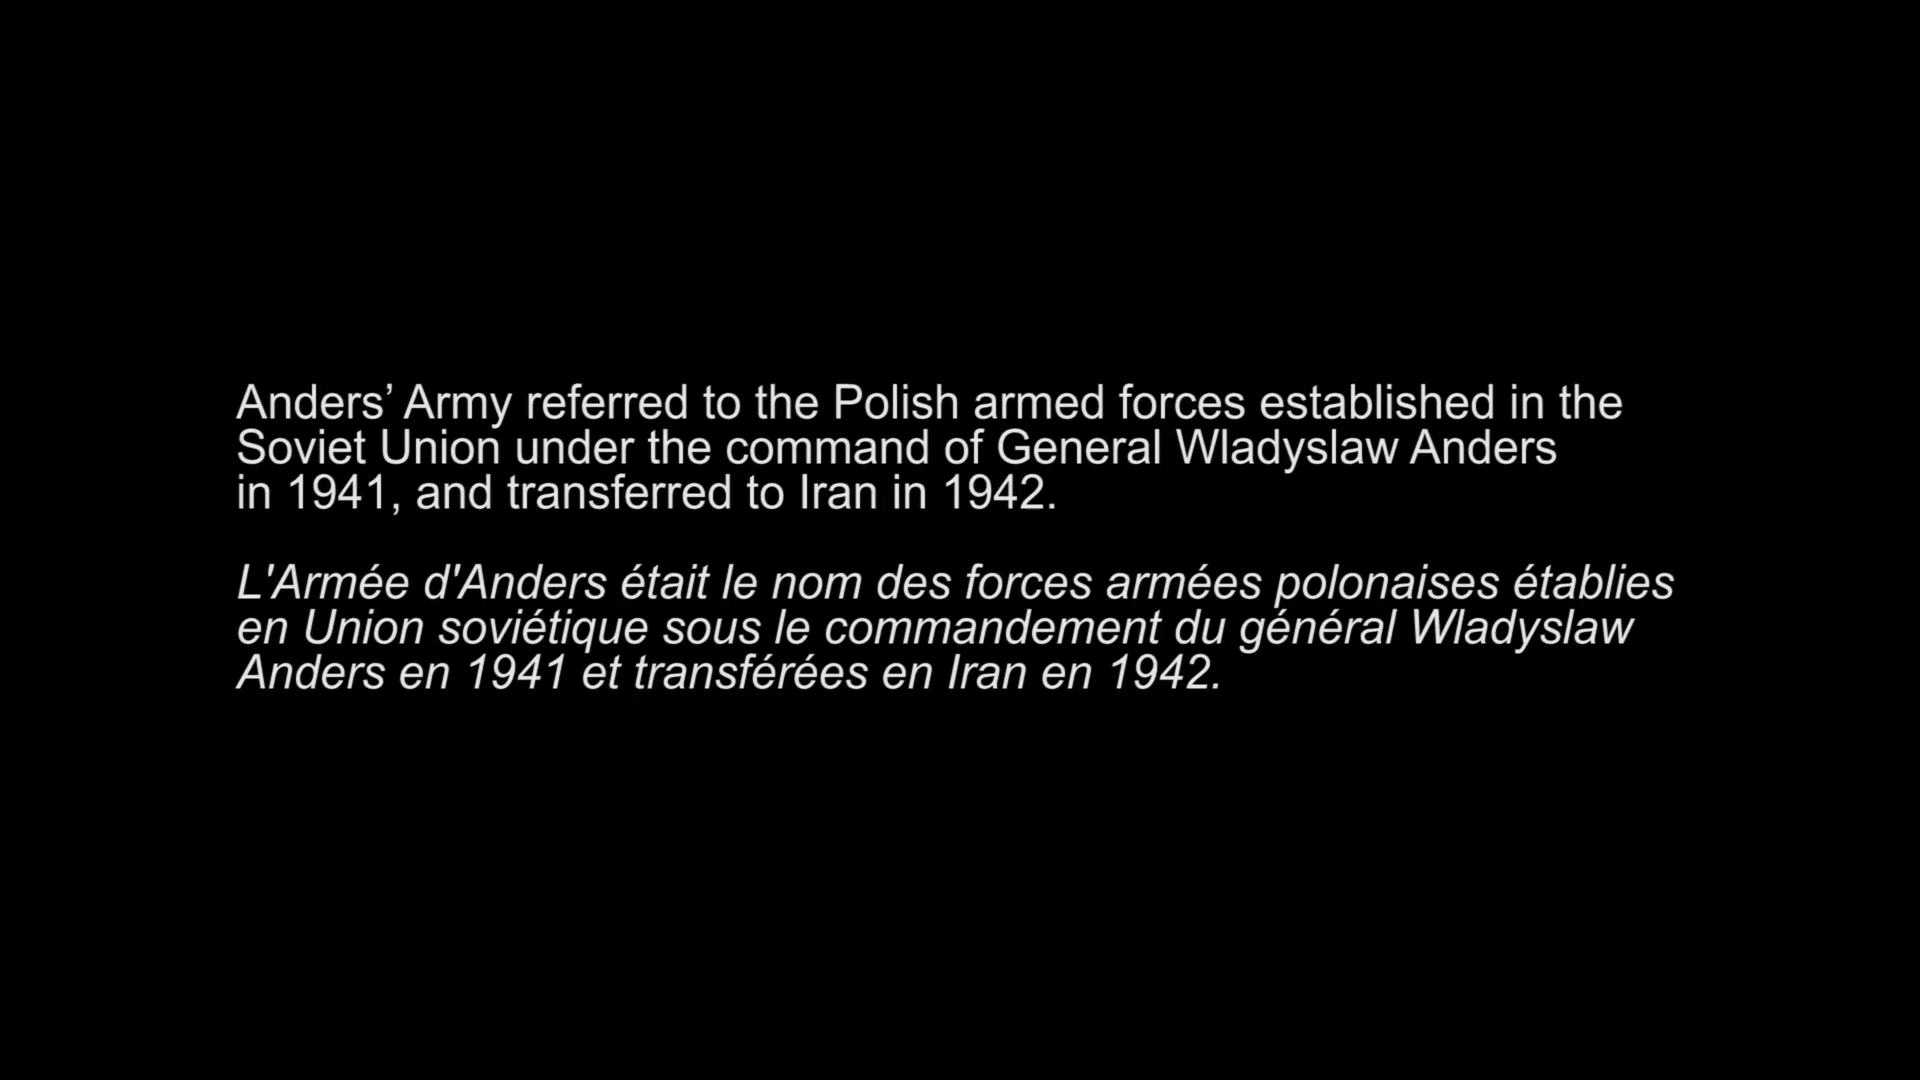 Anders’ Army referred to the Polish armed forces established in the
Soviet Union under the command of General Wladyslaw Anders
in 1941, and transferred to Iran in 1942.
L'Armée d'Anders était le nom des forces armées polonaises établies
en Union soviétique sous le commandement du général Wladyslaw
Anders en 1941 et transférées en Iran en 1942.